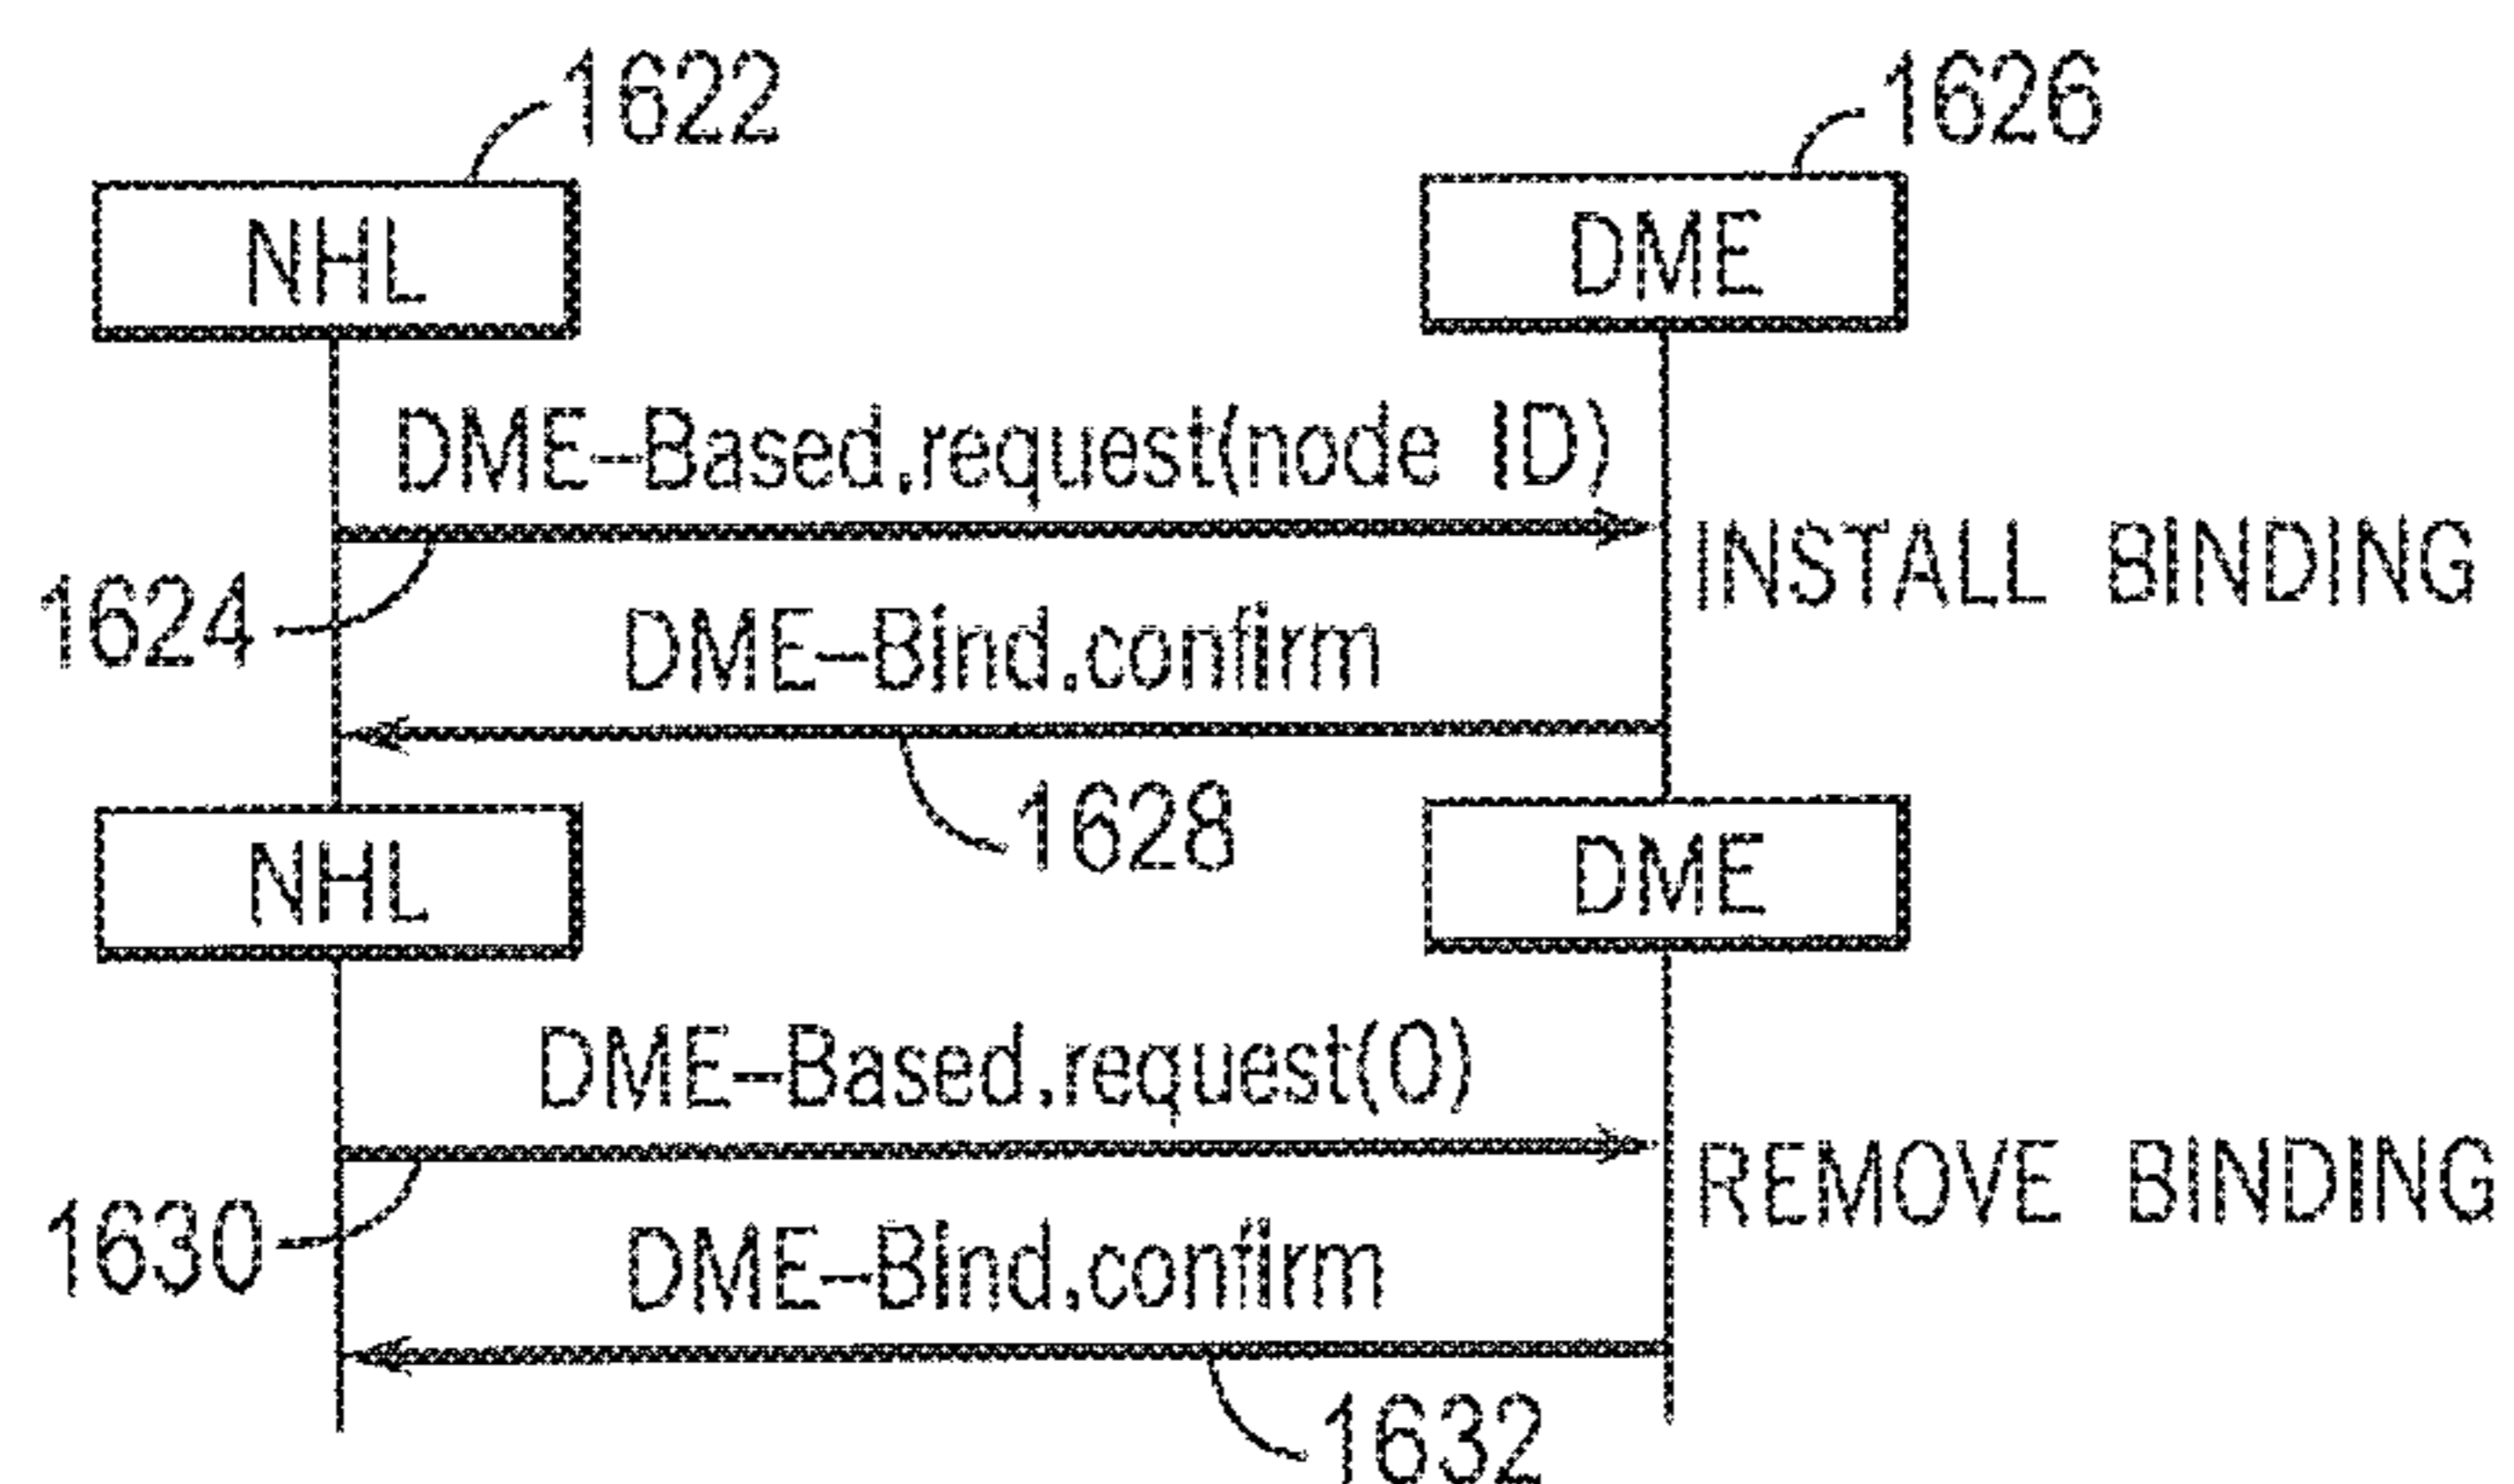 1622
1626
NHL
DME
DME-Based.request(node ID)
INSTALL BINDING
1624
DME-Bind.confirm
1628
NHL
DME
DME-Based.request(0)
REMOVE BINDING
1630
DME-Bind.confirm
1632